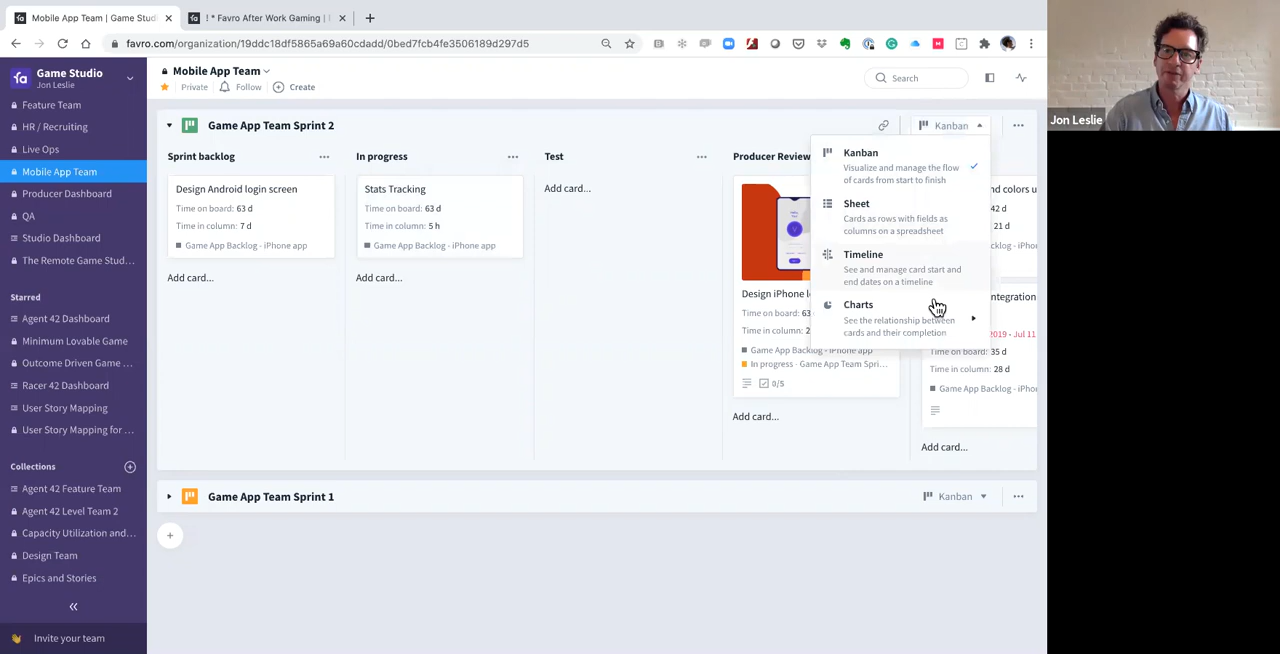 Mobile App Team | Game Stud
! * Favro After Work Gaming |
favro.com/organization/19ddc18df5865a69a60cdadd/0bed7fcb4fe3506189d297d5
Game Studio
Jon Leslie
Feature Team
HR / Recruiting
Live Ops
Mobile App Team
Producer Dashboard
QA
Studio Dashboard
The Remote Game Stud...
Starred
Agent 42 Dashboard
Minimum Lovable Game
Outcome Driven Game ...
Racer 42 Dashboard
User Story Mapping
User Story Mapping for ...
Collections
Agent 42 Feature Team
Agent 42 Level Team 2
Capacity Utilization and...
Design Team
Epics and Stories
Invite your team
Mobile App Team
Private
Follow
Create
Search
Game App Team Sprint 2
Kanban
Sprint backlog
Design Android login screen
Time on board: 63 d
Time in column: 7 d
Game App Backlog - iPhone app
Add card...
In progress
Stats Tracking
Time on board: 63 d
Time in column: 5 h
Game App Backlog - iPhone app
Add card...
Test
Add card...
Producer Review
Design iPhone l
Time on board: 63
Time in column: 2
Game App Backlog - iPhone app
In progress · Game App Team Spri...
0/5
Add card...
nd colors u
42 d
21 d
ntegration
2019 - Jul 11
Time on board: 35 d
Time in column: 28 d
Game App Backlog - iPho
Add card...
Kanban
Visualize and manage the flow
of cards from start to finish
Sheet
Cards as rows with fields as
columns on a spreadsheet
Timeline
See and manage card start and
end dates on a timeline
Charts
See the relationship between
cards and their completion
Game App Team Sprint 1
Kanban
Jon Leslie